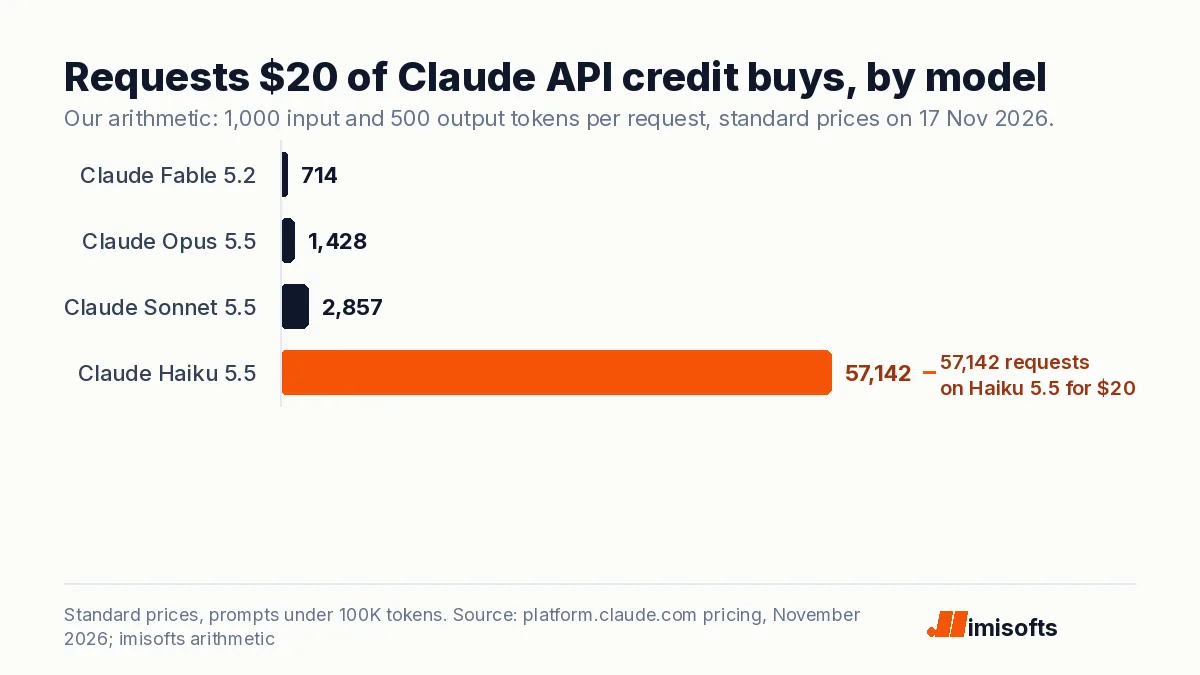 Requests $20 of Claude API credit buys, by model
Our arithmetic: 1,000 input and 500 output tokens per request, standard prices on 17 Nov 2026.
Claude Fable 5.2 714
Claude Opus 5.5 1,428
Claude Sonnet 5.5 2,857
Claude Haiku 5.5 57,142
57,142 requests
on Haiku 5.5 for $20
Standard prices, prompts under 100K tokens. Source: platform.claude.com pricing, November
2026; imisofts arithmetic
imisofts